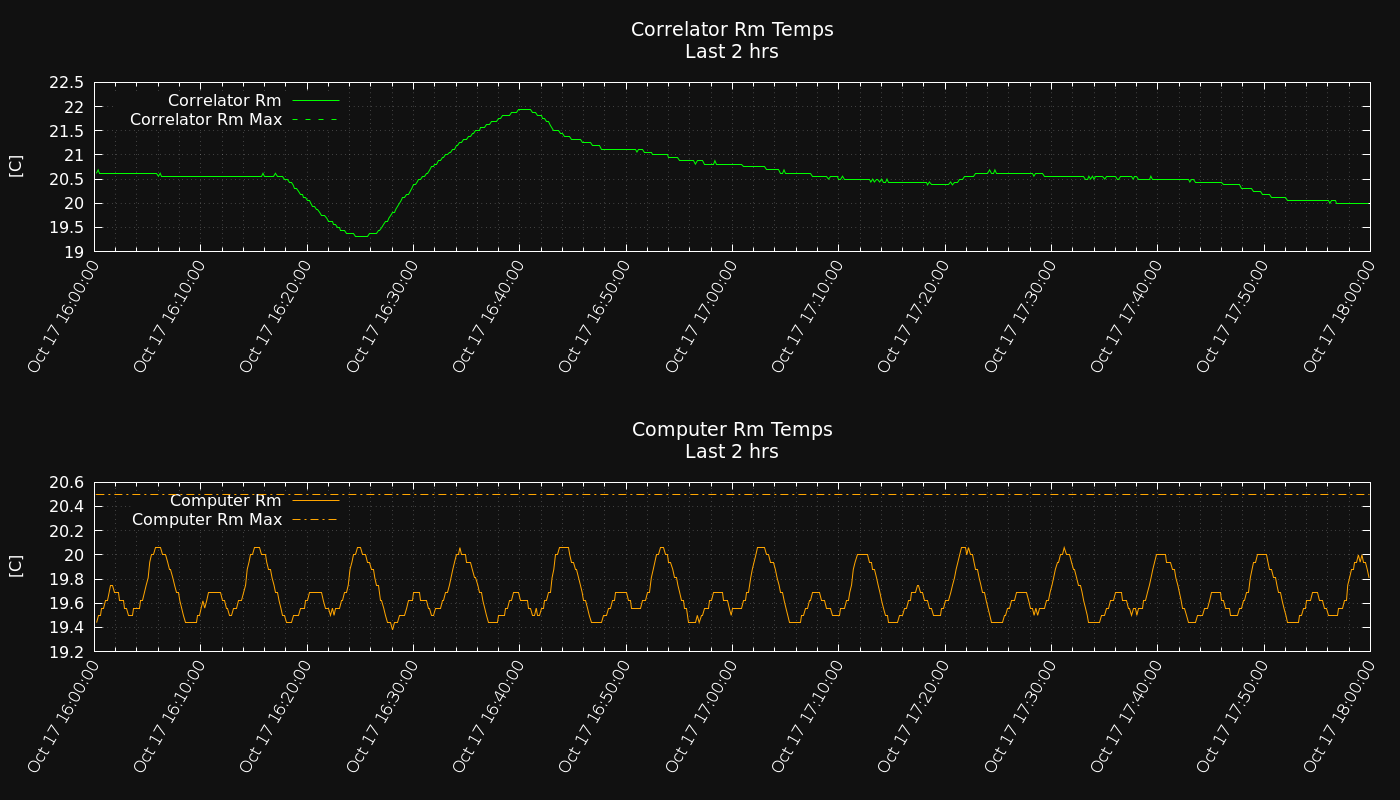 Correlator Rm Temps
Last 2 hrs
22.5
22
21.5
21
20.5
20
19.5
19
[C]
Correlator Rm
Correlator Rm Max
Oct 17 16:00:00
Oct 17 16:10:00
Oct 17 16:20:00
Oct 17 16:30:00
Oct 17 16:40:00
Oct 17 16:50:00
Oct 17 17:00:00
Oct 17 17:10:00
Oct 17 17:20:00
Oct 17 17:30:00
Oct 17 17:40:00
Oct 17 17:50:00
Oct 17 18:00:00
Computer Rm Temps
Last 2 hrs
20.6
20.4
20.2
20
19.8
19.6
19.4
19.2
[C]
Computer Rm
Computer Rm Max
Oct 17 16:00:00
Oct 17 16:10:00
Oct 17 16:20:00
Oct 17 16:30:00
Oct 17 16:40:00
Oct 17 16:50:00
Oct 17 17:00:00
Oct 17 17:10:00
Oct 17 17:20:00
Oct 17 17:30:00
Oct 17 17:40:00
Oct 17 17:50:00
Oct 17 18:00:00